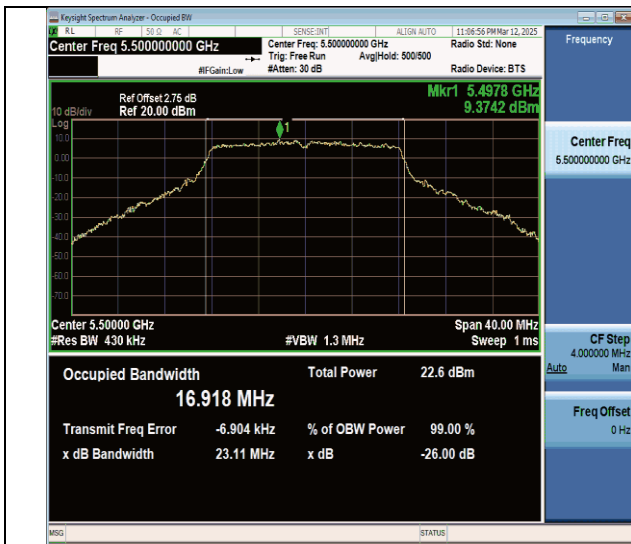 Keysight Spectrum Analyzer - Occupied BW
RL RF 50 Ω AC SENSE:INT ALIGN AUTO 11:06:56 PM Mar 12, 2025
Center Freq 5.500000000 GHz Center Freq: 5.500000000 GHz Radio Std: None Frequency
Trig: Free Run Avg|Hold: 500/500
#IFGain:Low #Atten: 30 dB Radio Device: BTS
Ref Offset 2.75 dB Mkr1 5.4978 GHz
10 dB/div Ref 20.00 dBm 9.3742 dBm
Log
1
10.0
0.00
-10.0
-20.0
-30.0
-40.0
-50.0
-60.0
-70.0
Center Freq
5.500000000 GHz
Center 5.50000 GHz Span 40.00 MHz
#Res BW 430 kHz #VBW 1.3 MHz Sweep 1 ms
CF Step
4.000000 MHz
Auto Man
Occupied Bandwidth Total Power 22.6 dBm
16.918 MHz
Freq Offset
0 Hz
Transmit Freq Error -6.904 kHz % of OBW Power 99.00 %
x dB Bandwidth 23.11 MHz x dB -26.00 dB
MSG STATUS